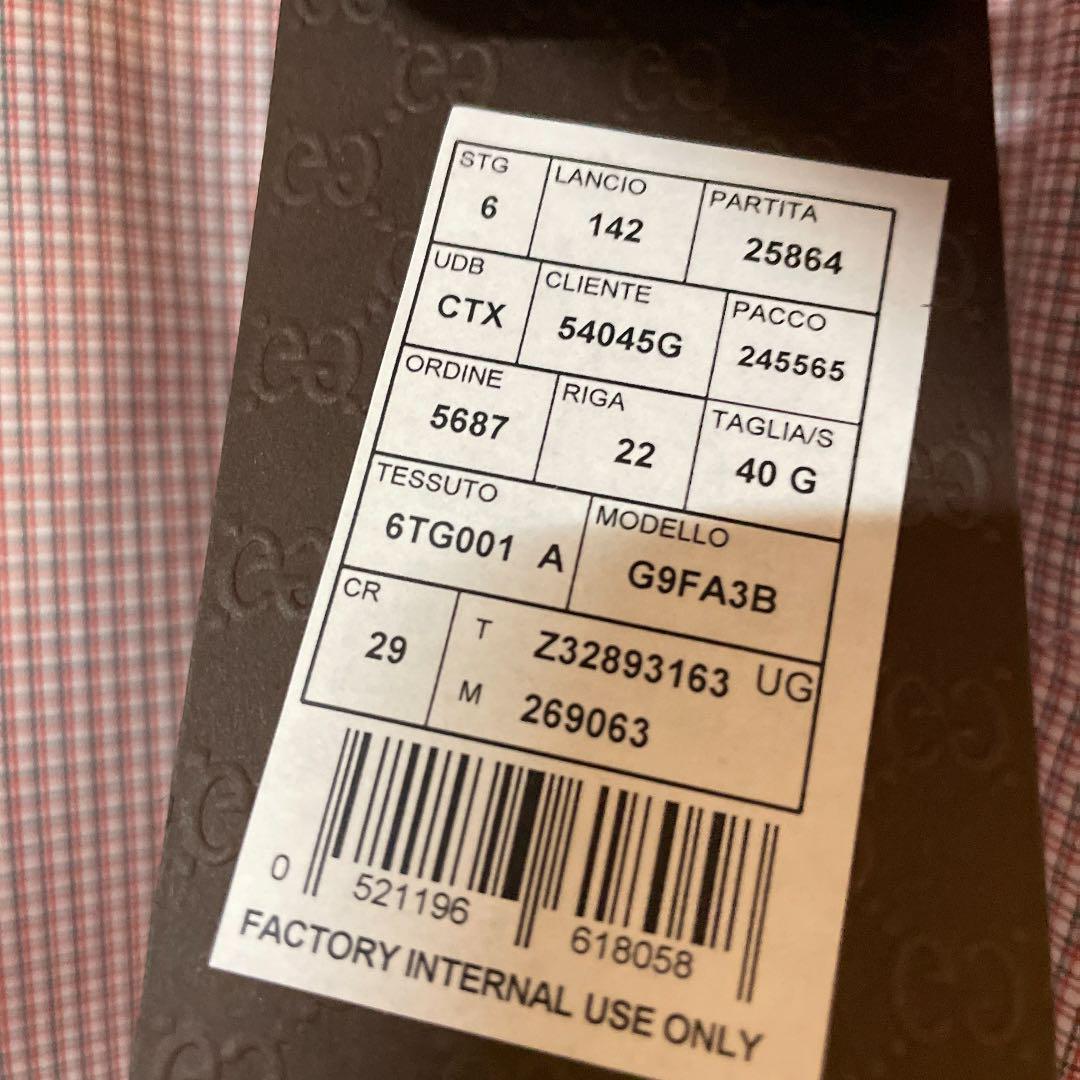 STG LANCIO PARTITA
6 142 25864
UDB CLIENTE PACCO
CTX 54045G 245565
ORDINE RIGA TAGLIA/S
5687 22 40 G
TESSUTO MODELLO
6TG001 A G9FA3B
CR T Z32893163 UG
29 M 269063
0 521196 618058
FACTORY INTERNAL USE ONLY